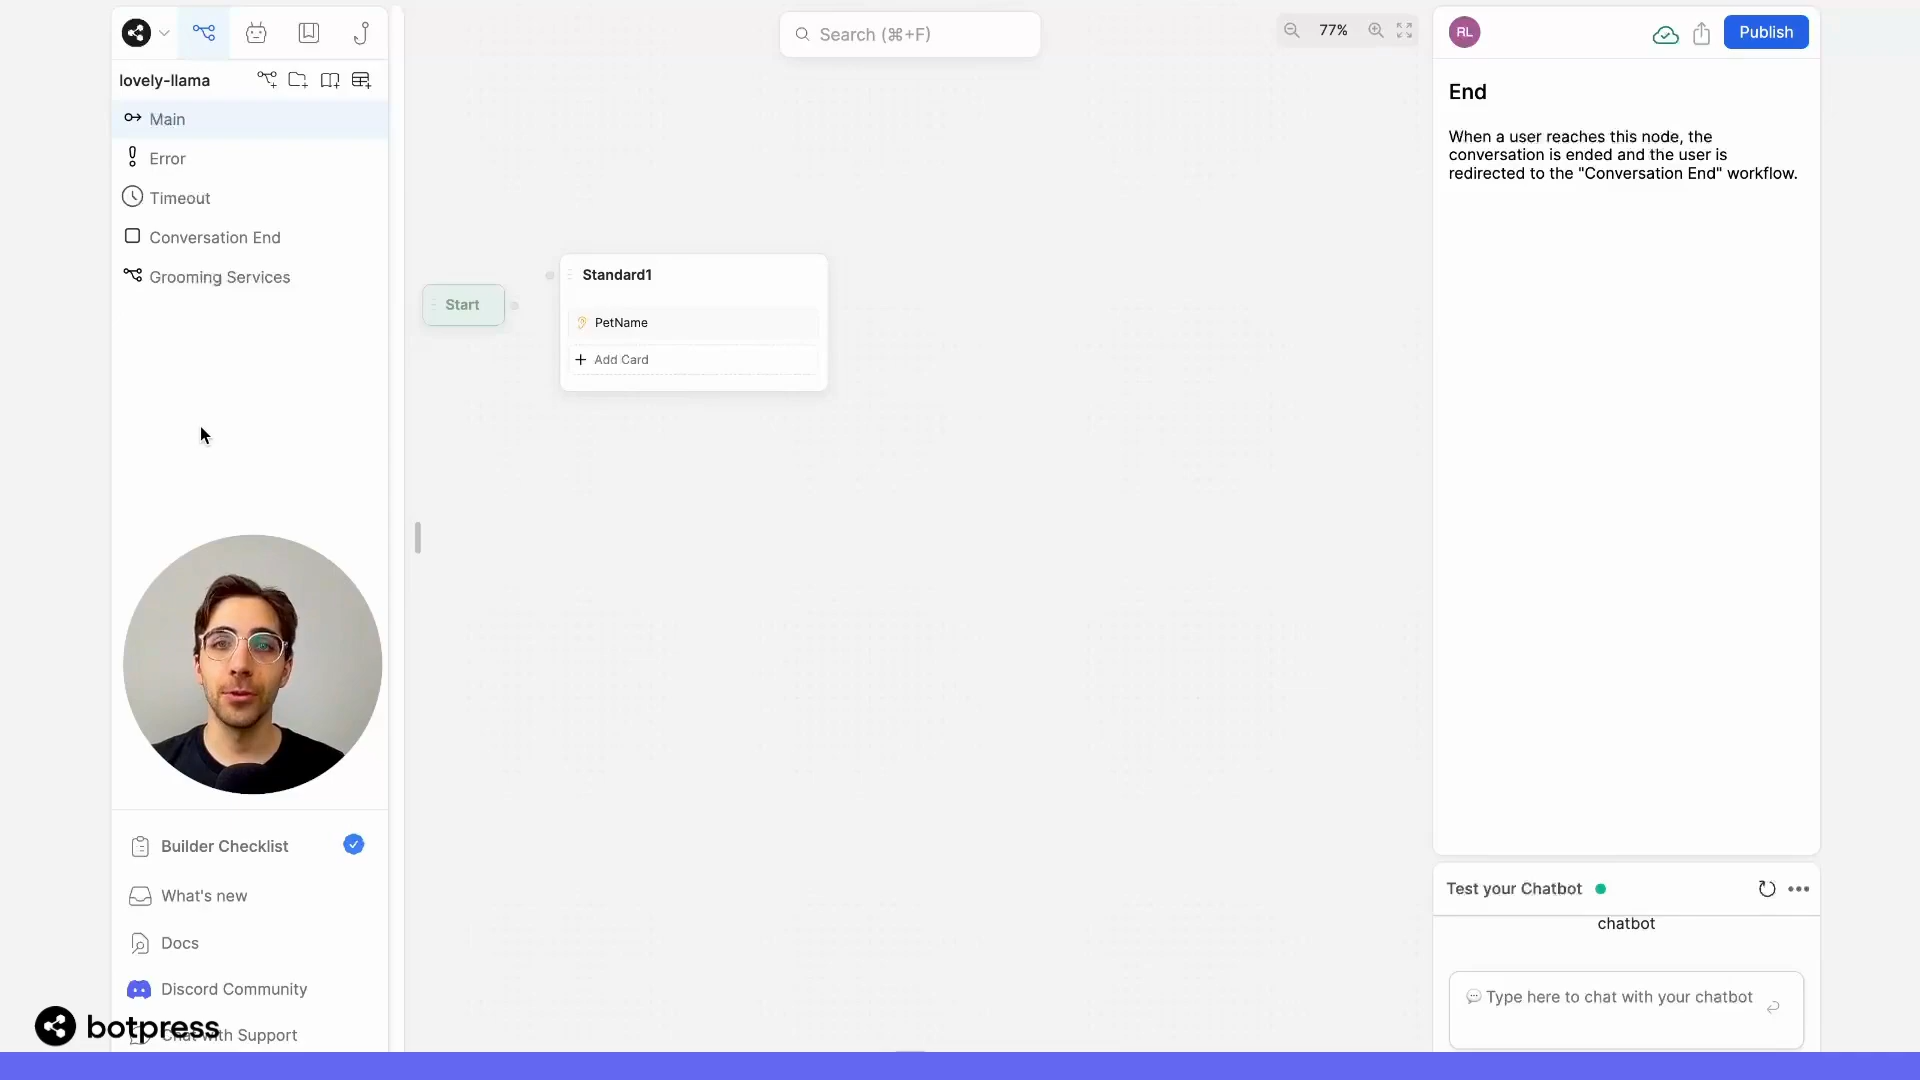 lovely-llama
Main
Error
Timeout
Conversation End
Grooming Services
Builder Checklist
What's new
Docs
Discord Community
Chat with Support
botpress
Search (⌘+F)
77%
Start
Standard1
PetName
Add Card
RL
Publish
End
When a user reaches this node, the
conversation is ended and the user is
redirected to the "Conversation End" workflow.
Test your Chatbot
chatbot
Type here to chat with your chatbot